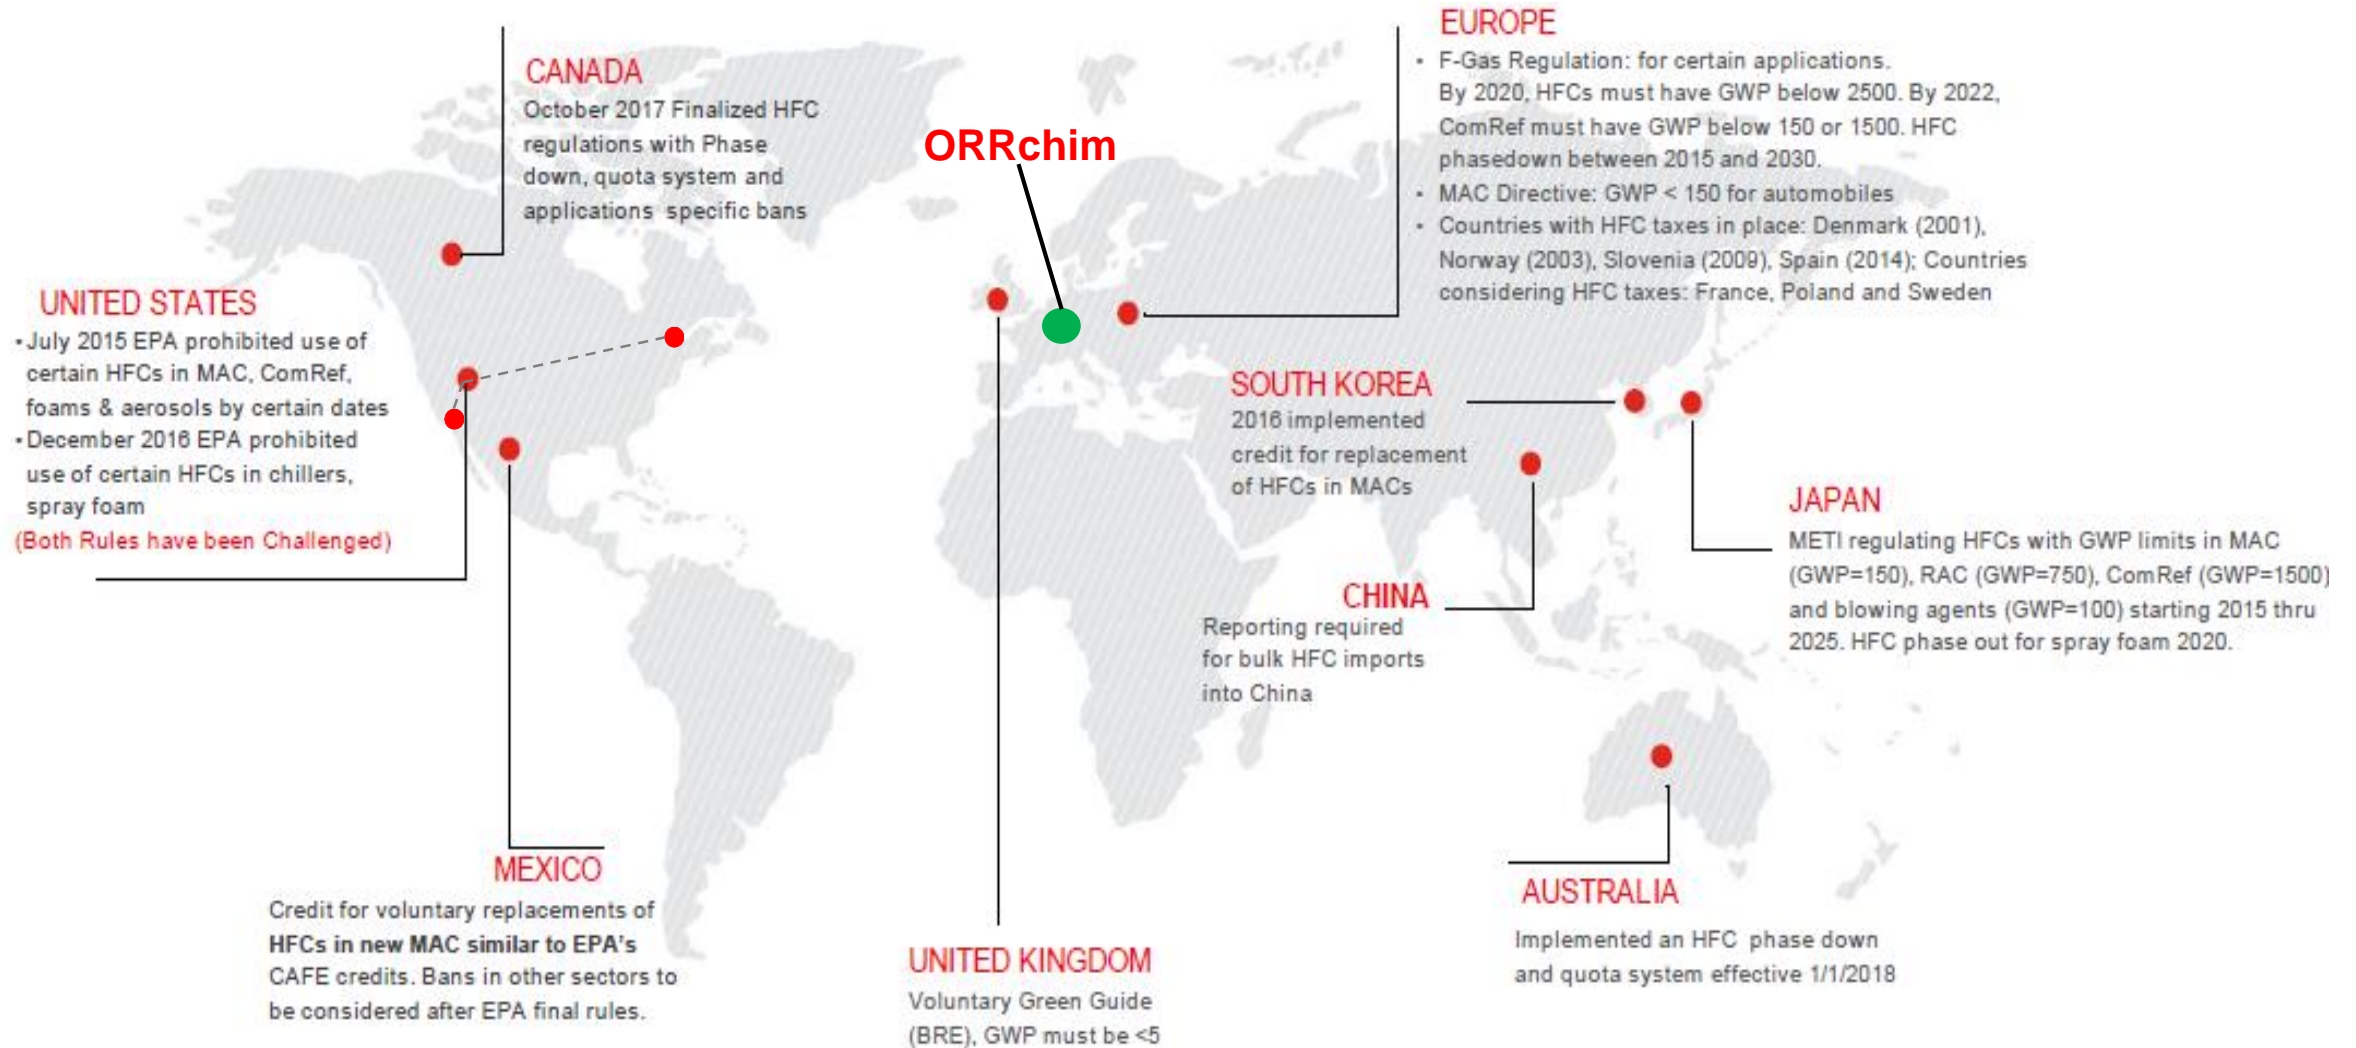 CANADA
October 2017 Finalized HFC
regulations with Phase
down, quota system and
applications specific bans
ORRchim
EUROPE
• F-Gas Regulation: for certain applications.
By 2020, HFCs must have GWP below 2500. By 2022,
ComRef must have GWP below 150 or 1500. HFC
phasedown between 2015 and 2030.
• MAC Directive: GWP < 150 for automobiles
• Countries with HFC taxes in place: Denmark (2001),
Norway (2003), Slovenia (2009), Spain (2014); Countries
considering HFC taxes: France, Poland and Sweden
UNITED STATES
• July 2015 EPA prohibited use of
certain HFCs in MAC, ComRef,
foams & aerosols by certain dates
• December 2016 EPA prohibited
use of certain HFCs in chillers,
spray foam
(Both Rules have been Challenged)
SOUTH KOREA
2016 implemented
credit for replacement
of HFCs in MACs
JAPAN
METI regulating HFCs with GWP limits in MAC
(GWP=150), RAC (GWP=750), ComRef (GWP=1500)
and blowing agents (GWP=100) starting 2015 thru
2025. HFC phase out for spray foam 2020.
CHINA
Reporting required
for bulk HFC imports
into China
MEXICO
Credit for voluntary replacements of
HFCs in new MAC similar to EPA's
CAFE credits. Bans in other sectors to
be considered after EPA final rules.
UNITED KINGDOM
Voluntary Green Guide
(BRE), GWP must be <5
AUSTRALIA
Implemented an HFC phase down
and quota system effective 1/1/2018